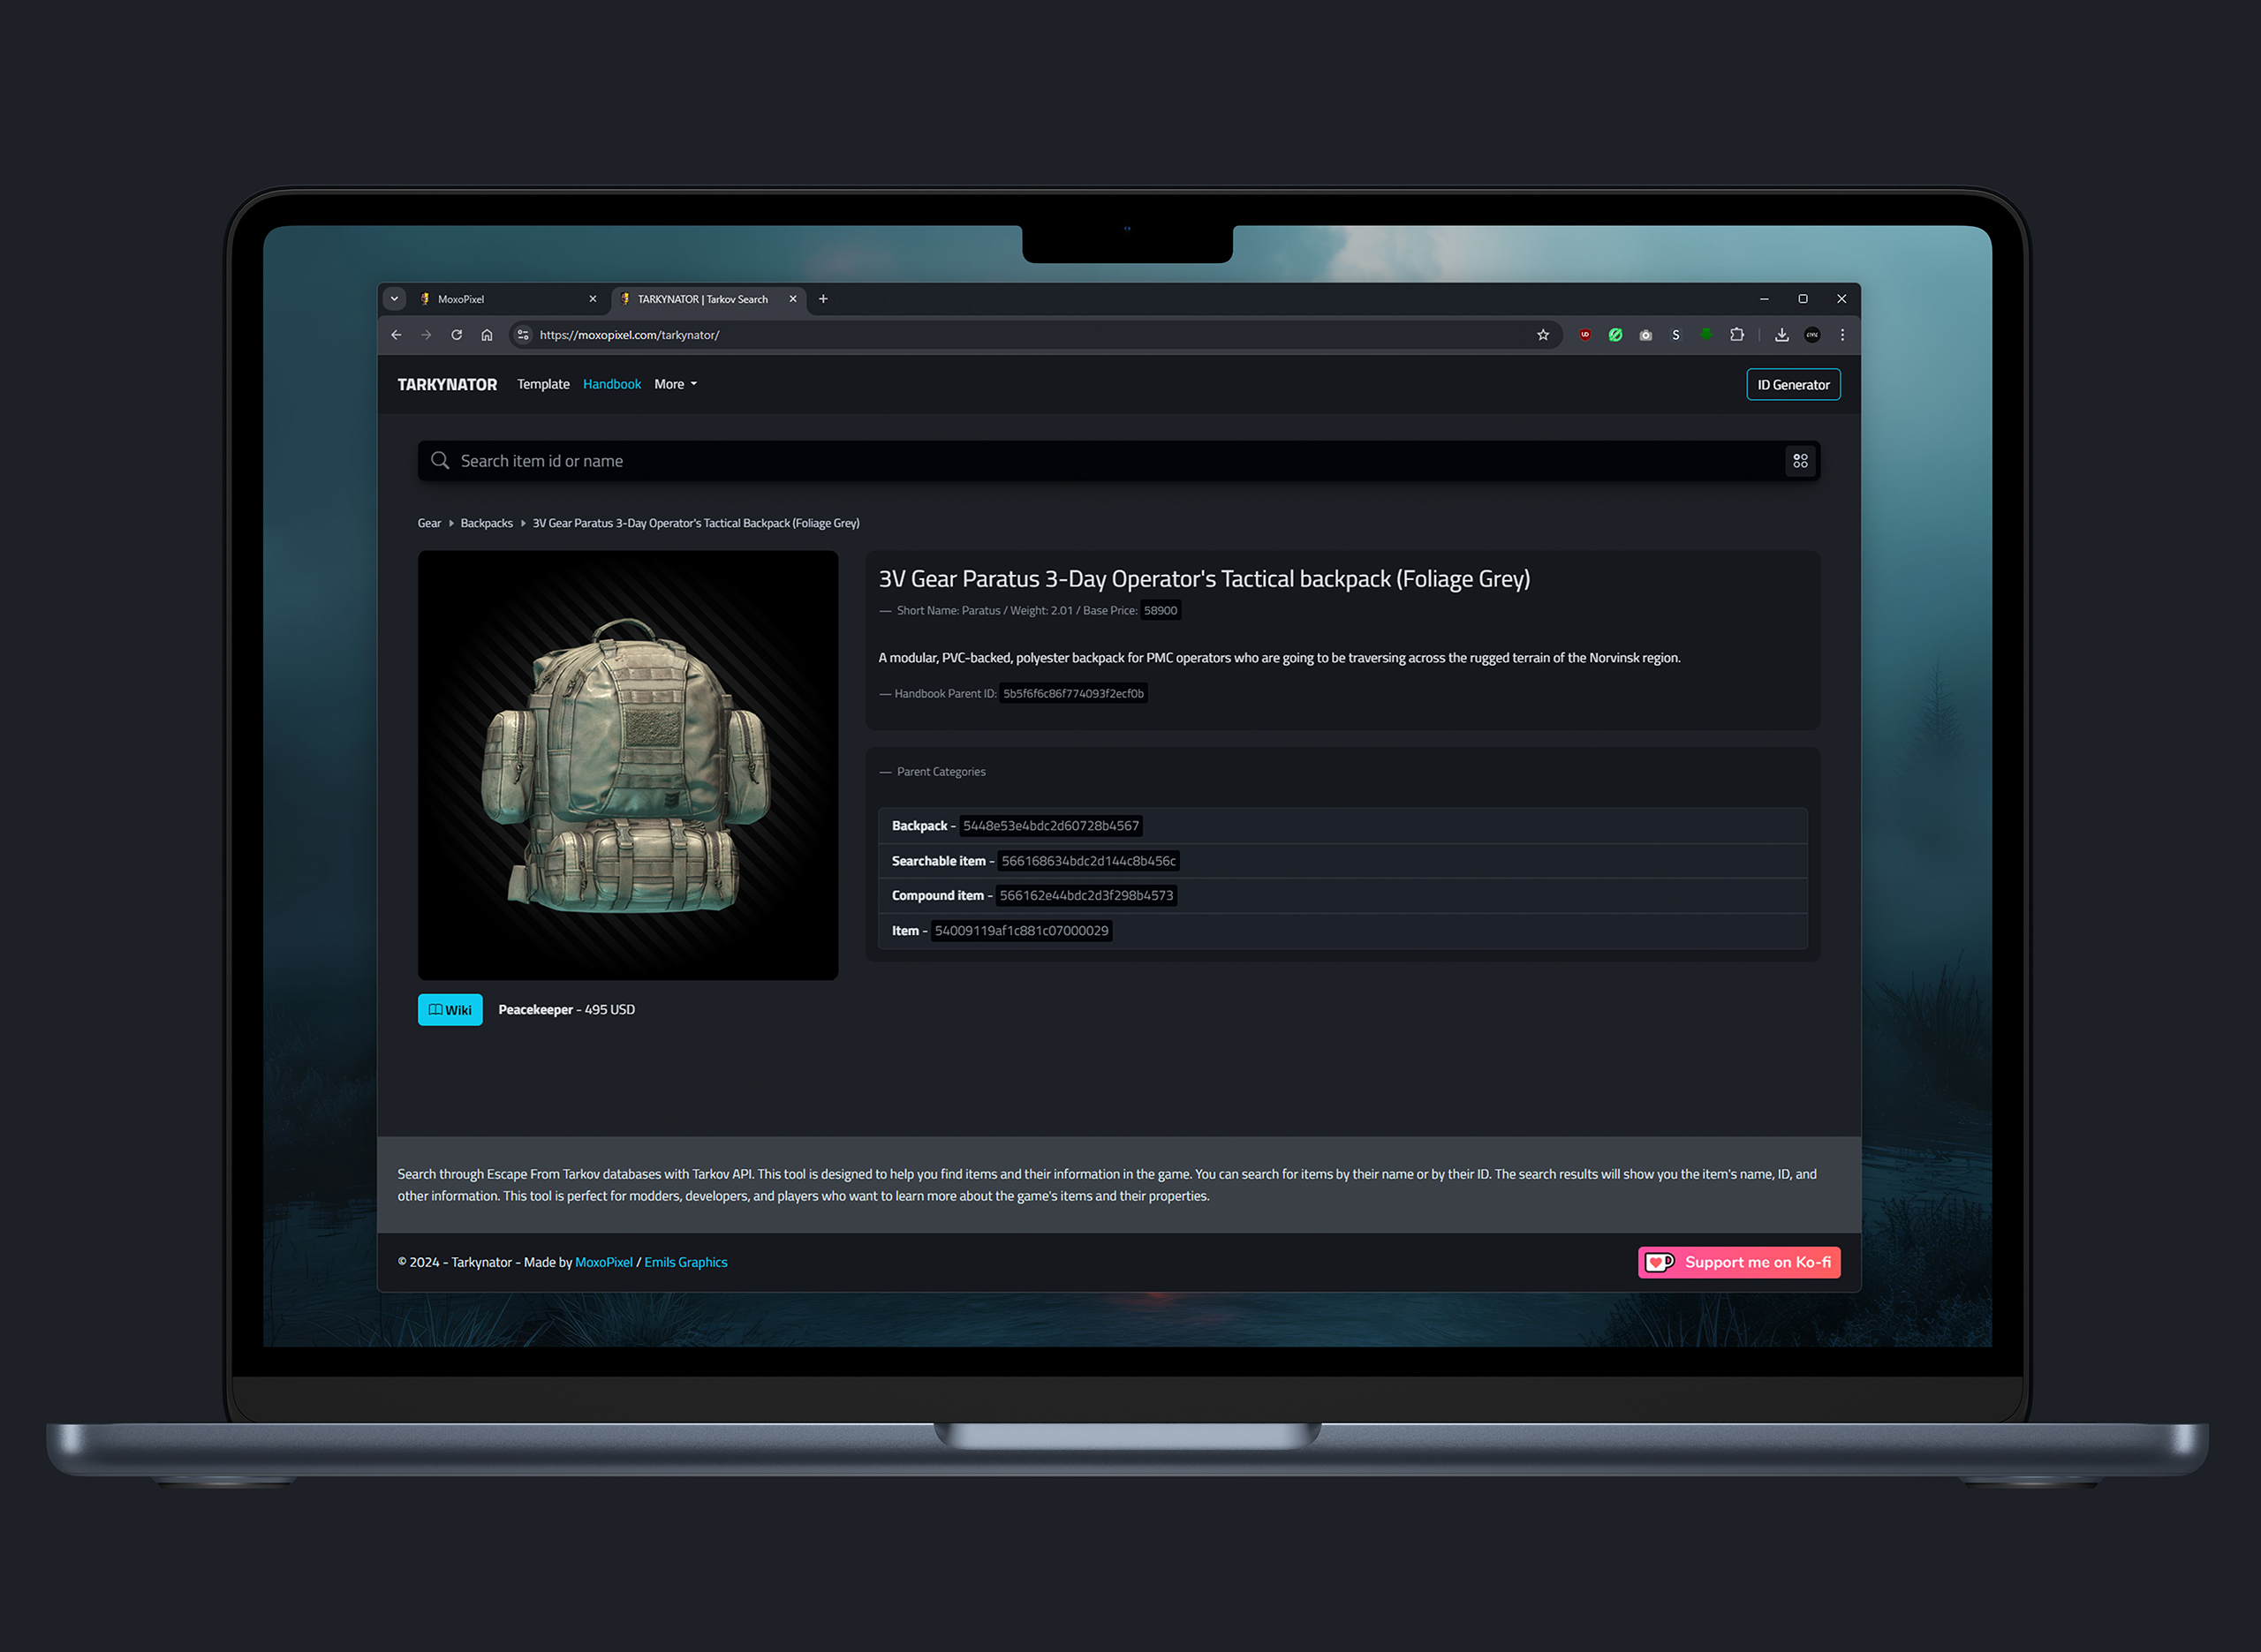 MoxoPixel
TARKYNATOR | Tarkov Search
https://moxopixel.com/tarkynator/
TARKYNATOR Template Handbook More
ID Generator
Search item id or name
Gear Backpacks 3V Gear Paratus 3-Day Operator's Tactical Backpack (Foliage Grey)
3V Gear Paratus 3-Day Operator's Tactical backpack (Foliage Grey)
— Short Name: Paratus / Weight: 2.01 / Base Price: 58900
A modular, PVC-backed, polyester backpack for PMC operators who are going to be traversing across the rugged terrain of the Norvinsk region.
— Handbook Parent ID: 5b5f6f6c86f774093f2ecf0b
— Parent Categories
Backpack - 5448e53e4bdc2d60728b4567
Searchable item - 566168634bdc2d144c8b456c
Compound item - 566162e44bdc2d3f298b4573
Item - 54009119af1c881c07000029
Wiki
Peacekeeper - 495 USD
Search through Escape From Tarkov databases with Tarkov API. This tool is designed to help you find items and their information in the game. You can search for items by their name or by their ID. The search results will show you the item's name, ID, and
other information. This tool is perfect for modders, developers, and players who want to learn more about the game's items and their properties.
© 2024 - Tarkynator - Made by MoxoPixel / Emils Graphics
Support me on Ko-fi